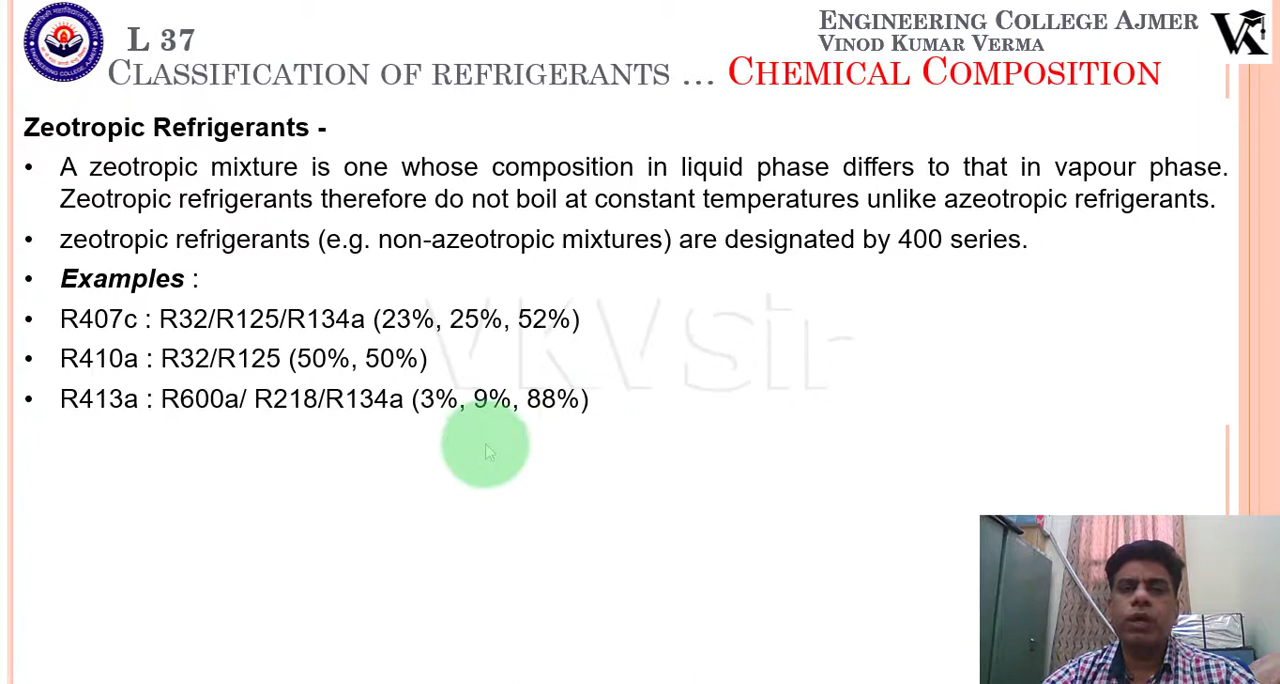 ENGINEERING COLLEGE AJMER
L 37
VINOD KUMAR VERMA
CLASSIFICATION OF REFRIGERANTS ... CHEMICAL COMPOSITION
Zeotropic Refrigerants -
• A zeotropic mixture is one whose composition in liquid phase differs to that in vapour phase.
Zeotropic refrigerants therefore do not boil at constant temperatures unlike azeotropic refrigerants.
• zeotropic refrigerants (e.g. non-azeotropic mixtures) are designated by 400 series.
• Examples :
• R407c : R32/R125/R134a (23%, 25%, 52%)
• R410a : R32/R125 (50%, 50%)
• R413a : R600a/ R218/R134a (3%, 9%, 88%)
VKVstr